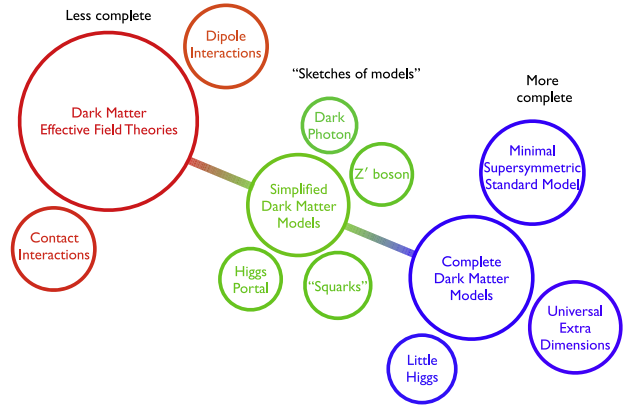 Less complete
Dipole
Interactions
Dark Matter
Effective Field Theories
Contact
Interactions
“Sketches of models”
Dark
Photon
Z′ boson
Simplified
Dark Matter
Models
Higgs
Portal
“Squarks”
More
complete
Minimal
Supersymmetric
Standard Model
Complete
Dark Matter
Models
Universal
Extra
Dimensions
Little
Higgs